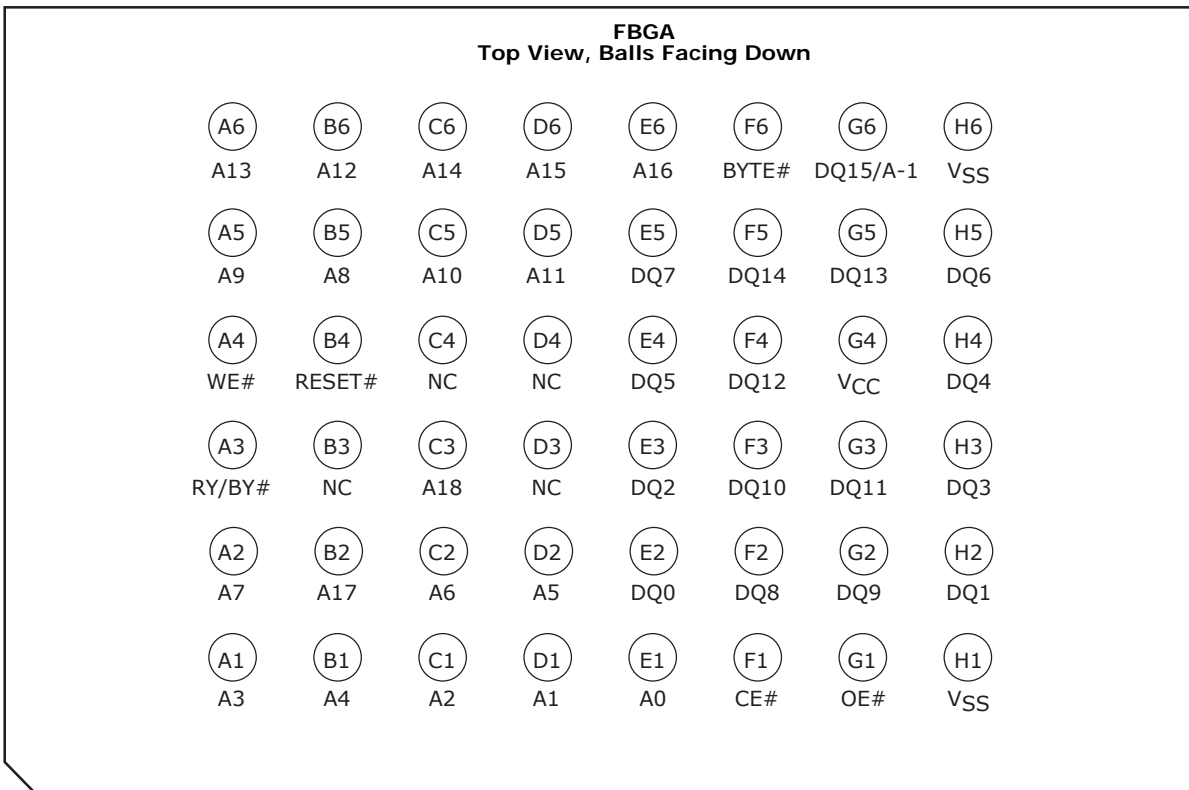 FBGA
Top View, Balls Facing Down
A6 B6 C6 D6 E6 F6 G6 H6
A13 A12 A14 A15 A16 BYTE# DQ15/A-1 VSS
A5 B5 C5 D5 E5 F5 G5 H5
A9 A8 A10 A11 DQ7 DQ14 DQ13 DQ6
A4 B4 C4 D4 E4 F4 G4 H4
WE# RESET# NC NC DQ5 DQ12 VCC DQ4
A3 B3 C3 D3 E3 F3 G3 H3
RY/BY# NC A18 NC DQ2 DQ10 DQ11 DQ3
A2 B2 C2 D2 E2 F2 G2 H2
A7 A17 A6 A5 DQ0 DQ8 DQ9 DQ1
A1 B1 C1 D1 E1 F1 G1 H1
A3 A4 A2 A1 A0 CE# OE# VSS